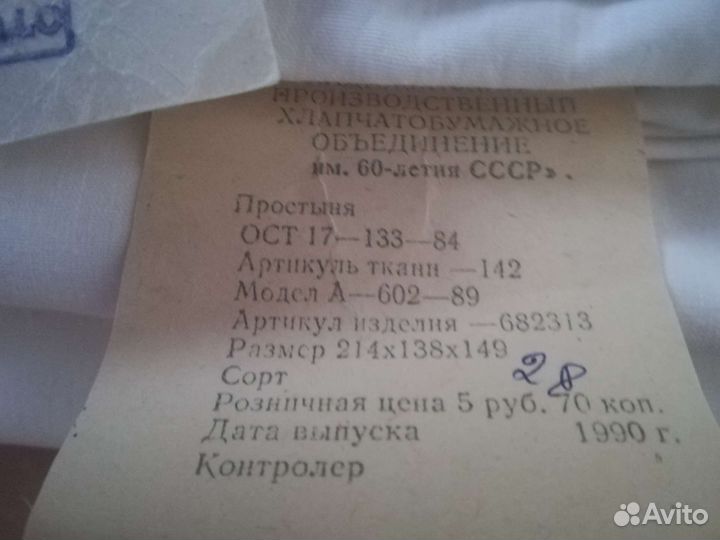 ПРОИЗВОДСТВЕННЫЙ
ХЛАПЧАТОБУМАЖНОЕ
ОБЪЕДИНЕНИЕ
им. 60-летия СССР».
Простыня
ОСТ 17—133—84
Артикуль ткани —142
Модел А—602—89
Артикул изделия —682313
Размер 214х138х149
Сорт 28
Розничная цена 5 руб. 70 коп.
Дата выпуска 1990 г.
Контролер
Avito